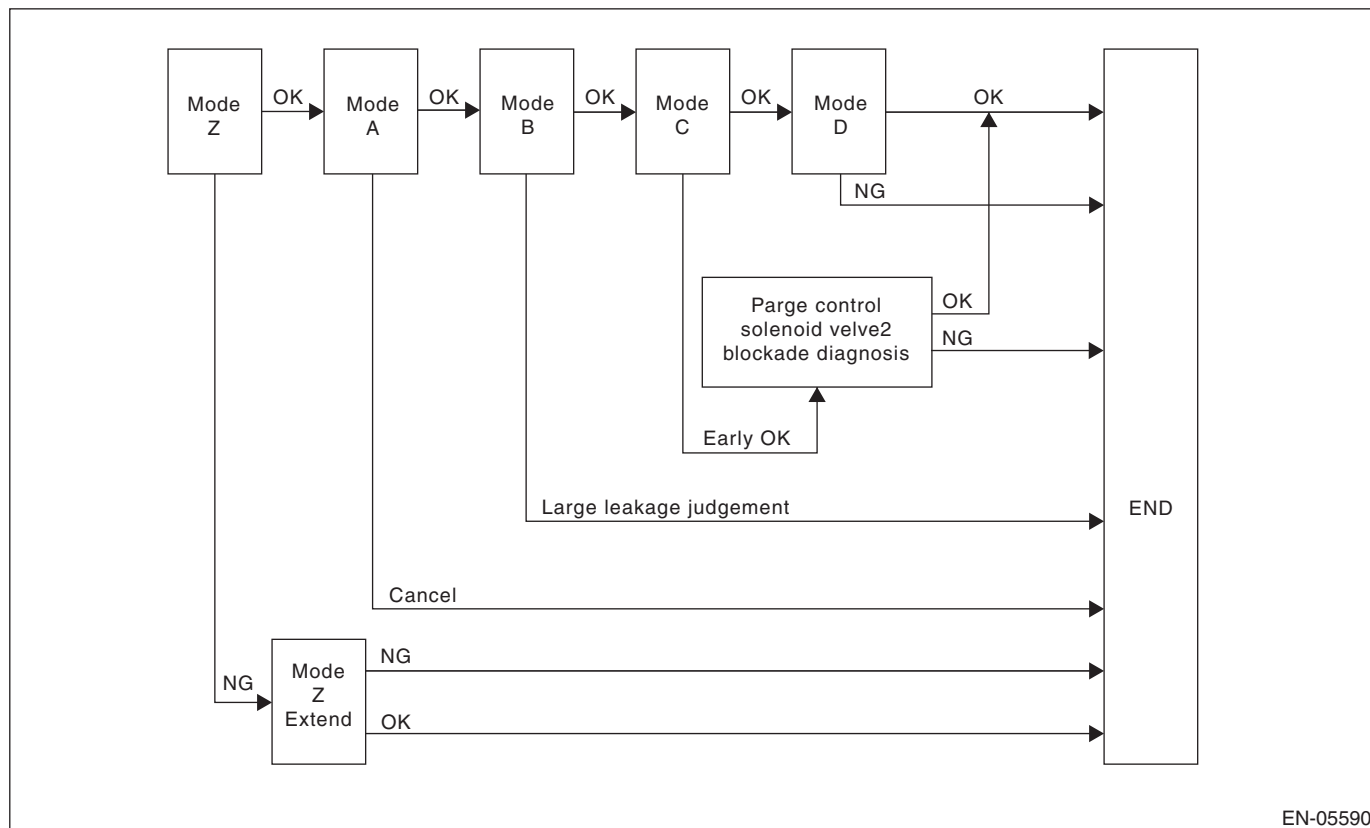 Mode
Z
OK
Mode
A
OK
Mode
B
OK
Mode
C
OK
Mode
D
OK
NG
Parge control
solenoid velve2
blockade diagnosis
OK
NG
Early OK
Large leakage judgement
END
Cancel
NG
Mode
Z
Extend
NG
OK
EN-05590